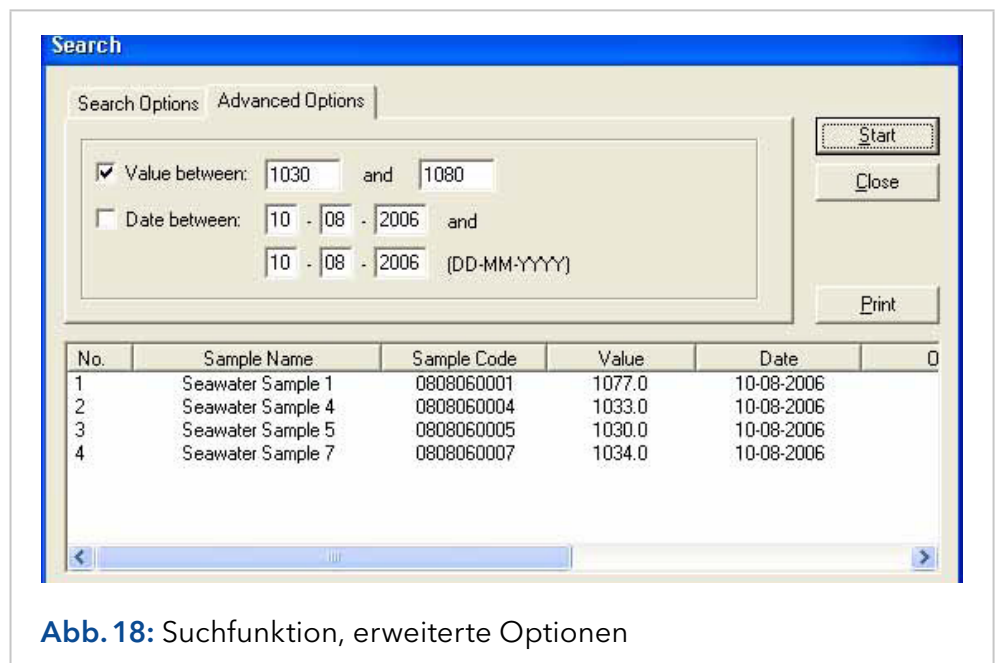 Search
Search Options Advanced Options
Start
Value between: 1030 and 1080
Close
Date between: 10 - 08 - 2006 and
10 - 08 - 2006 (DD-MM-YYYY)
Print
No. Sample Name Sample Code Value Date O
1 Seawater Sample 1 0808060001 1077.0 10-08-2006
2 Seawater Sample 4 0808060004 1033.0 10-08-2006
3 Seawater Sample 5 0808060005 1030.0 10-08-2006
4 Seawater Sample 7 0808060007 1034.0 10-08-2006
Abb. 18: Suchfunktion, erweiterte Optionen